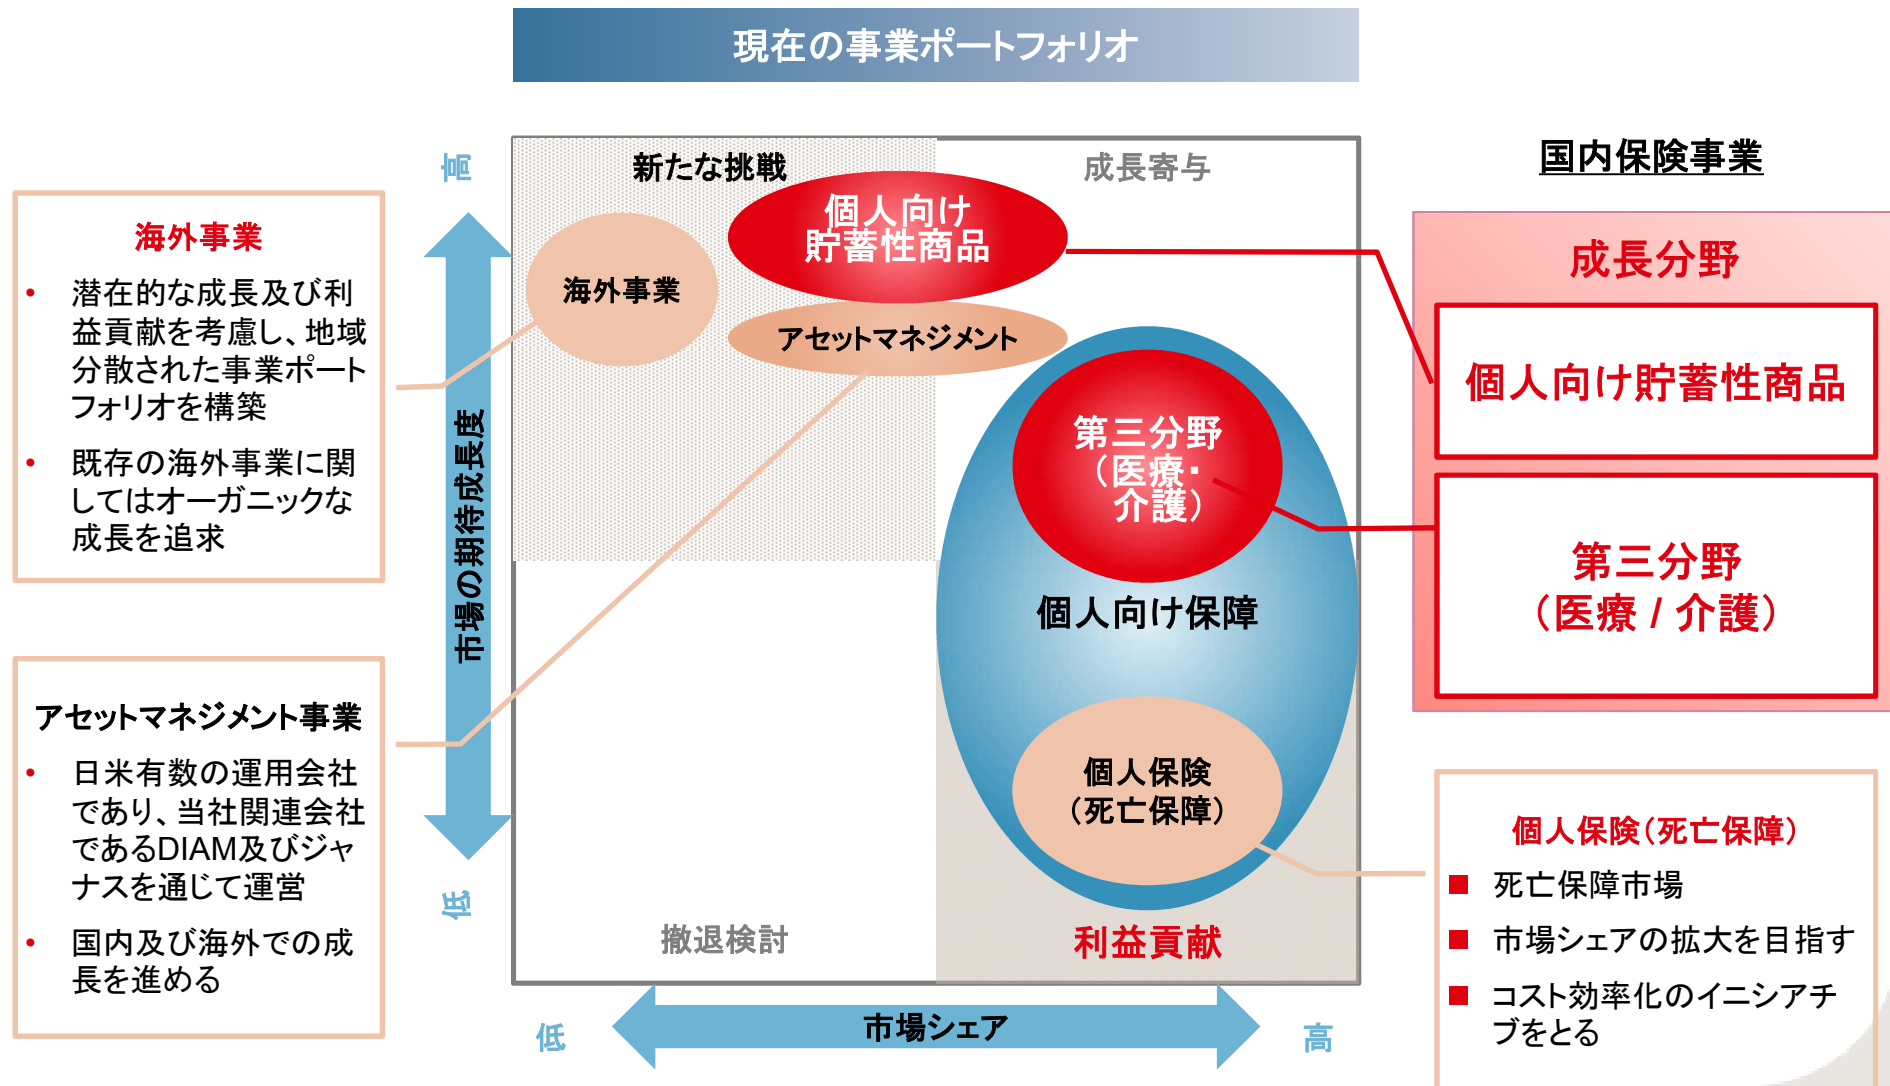 現在の事業ポートフォリオ
海外事業
• 潜在的な成長及び利
益貢献を考慮し、地域
分散された事業ポート
フォリオを構築
• 既存の海外事業に関
してはオーガニックな
成長を追求
アセットマネジメント事業
• 日米有数の運用会社
であり、当社関連会社
であるDIAM及びジャ
ナスを通じて運営
• 国内及び海外での成
長を進める
高
市場の期待成長度
低
新たな挑戦
成長寄与
個人向け
貯蓄性商品
海外事業
アセットマネジメント
第三分野
（医療・
介護）
個人向け保障
個人保険
（死亡保障）
撤退検討
利益貢献
低
市場シェア
高
国内保険事業
成長分野
個人向け貯蓄性商品
第三分野
（医療 / 介護）
個人保険（死亡保障）
■ 死亡保障市場
■ 市場シェアの拡大を目指す
■ コスト効率化のイニシアチ
ブをとる